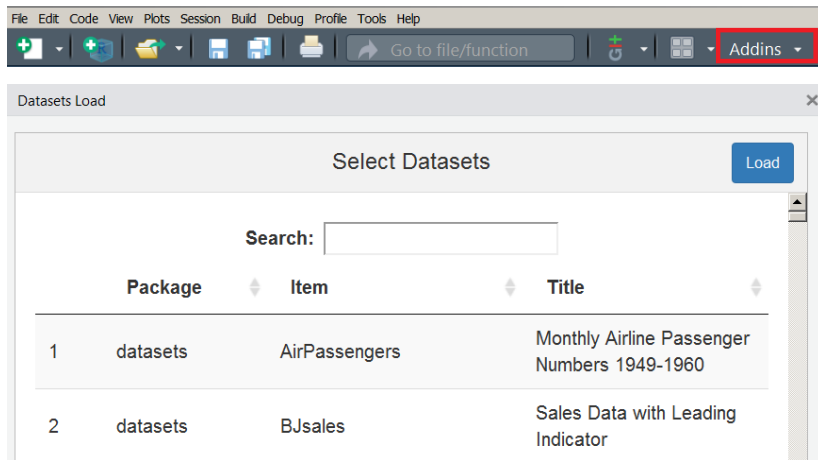 File Edit Code View Plots Session Build Debug Profile Tools Help
Go to file/function Addins
Datasets Load
Select Datasets Load
Search:
Package Item Title
1 datasets AirPassengers Monthly Airline Passenger
Numbers 1949-1960
2 datasets BJsales Sales Data with Leading
Indicator